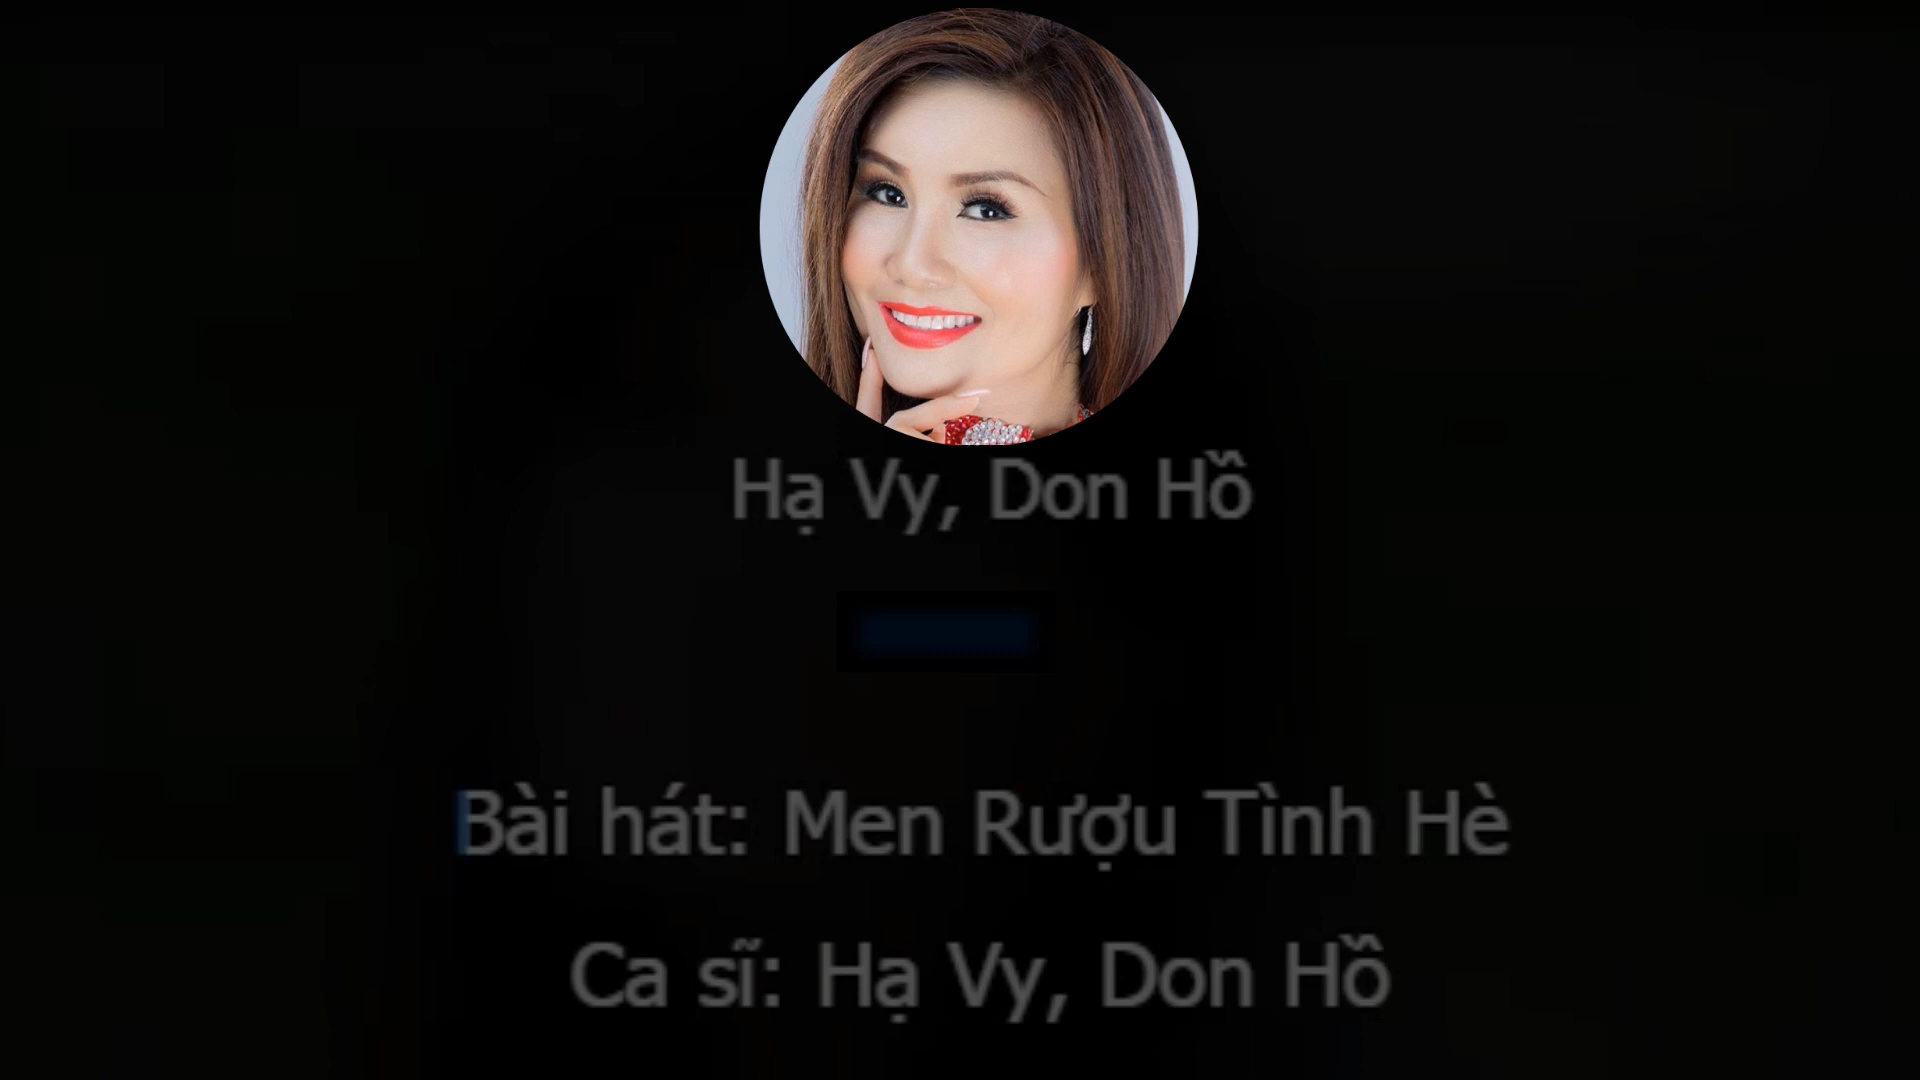 Hạ Vy, Don Hồ
Bài hát: Men Rượu Tình Hè
Ca sĩ: Hạ Vy, Don Hồ